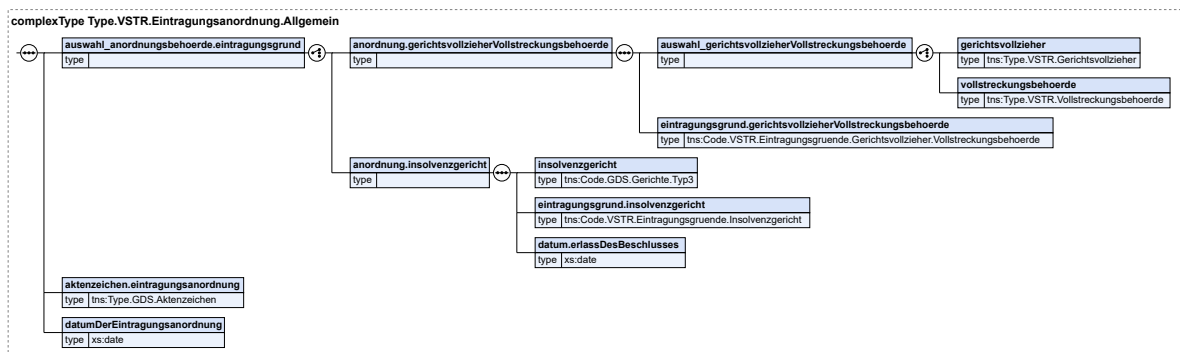 complexType Type.VSTR.Eintragungsanordnung.Allgemein
auswahl_anordnungsbehoerde.eintragungsgrund
type
anordnung.gerichtsvollzieherVollstreckungsbehoerde
type
auswahl_gerichtsvollzieherVollstreckungsbehoerde
type
gerichtsvollzieher
type tns:Type.VSTR.Gerichtsvollzieher
vollstreckungsbehoerde
type tns:Type.VSTR.Vollstreckungsbehoerde
eintragungsgrund.gerichtsvollzieherVollstreckungsbehoerde
type tns:Code.VSTR.Eintragungsgruende.Gerichtsvollzieher.Vollstreckungsbehoerde
anordnung.insolvenzgericht
type
insolvenzgericht
type tns:Code.GDS.Gerichte.Typ3
eintragungsgrund.insolvenzgericht
type tns:Code.VSTR.Eintragungsgruende.Insolvenzgericht
datum.erlassDesBeschlusses
type xs:date
aktenzeichen.eintragungsanordnung
type tns:Type.GDS.Aktenzeichen
datumDerEintragungsanordnung
type xs:date